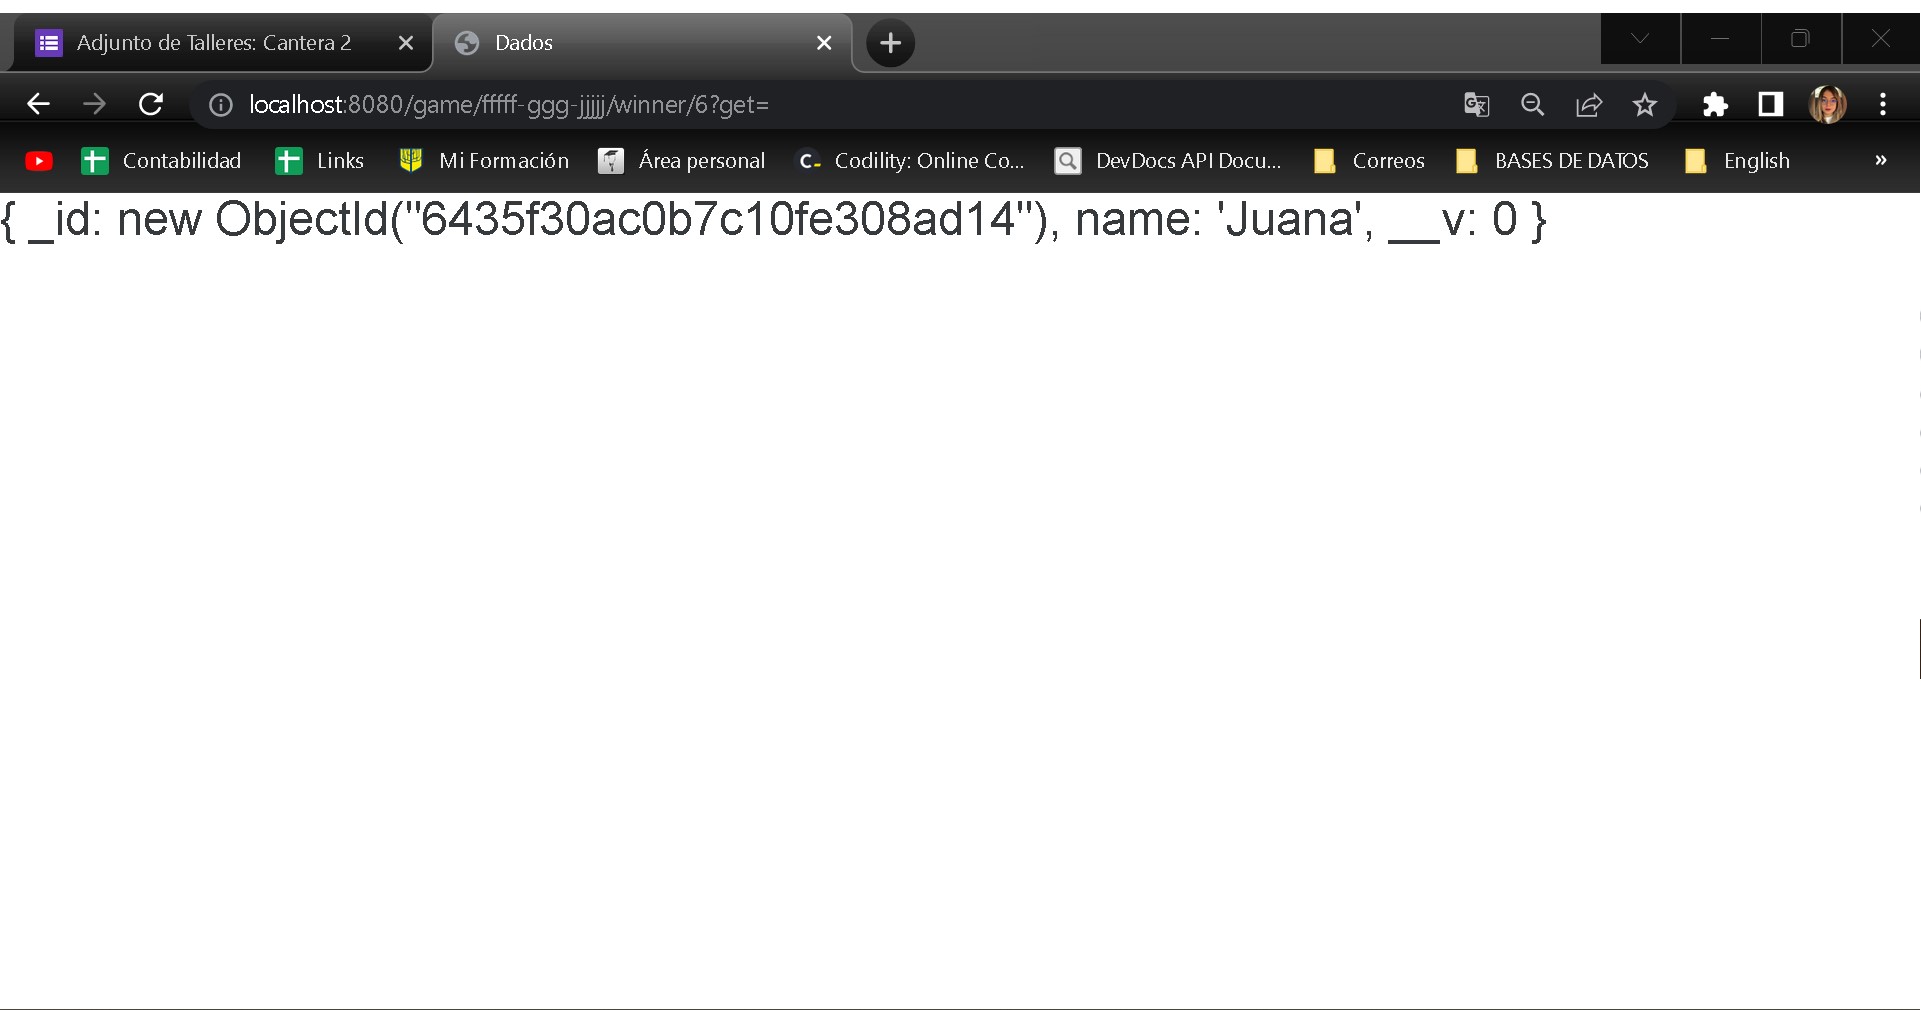 Adjunto de Talleres: Cantera 2
Dados
localhost:8080/game/fffff-ggg-jjjjj/winner/6?get=
Contabilidad Links Mi Formación Área personal C- Codility: Online Co... DevDocs API Docu... Correos BASES DE DATOS English »
{ _id: new ObjectId("6435f30ac0b7c10fe308ad14"), name: 'Juana', __v: 0 }